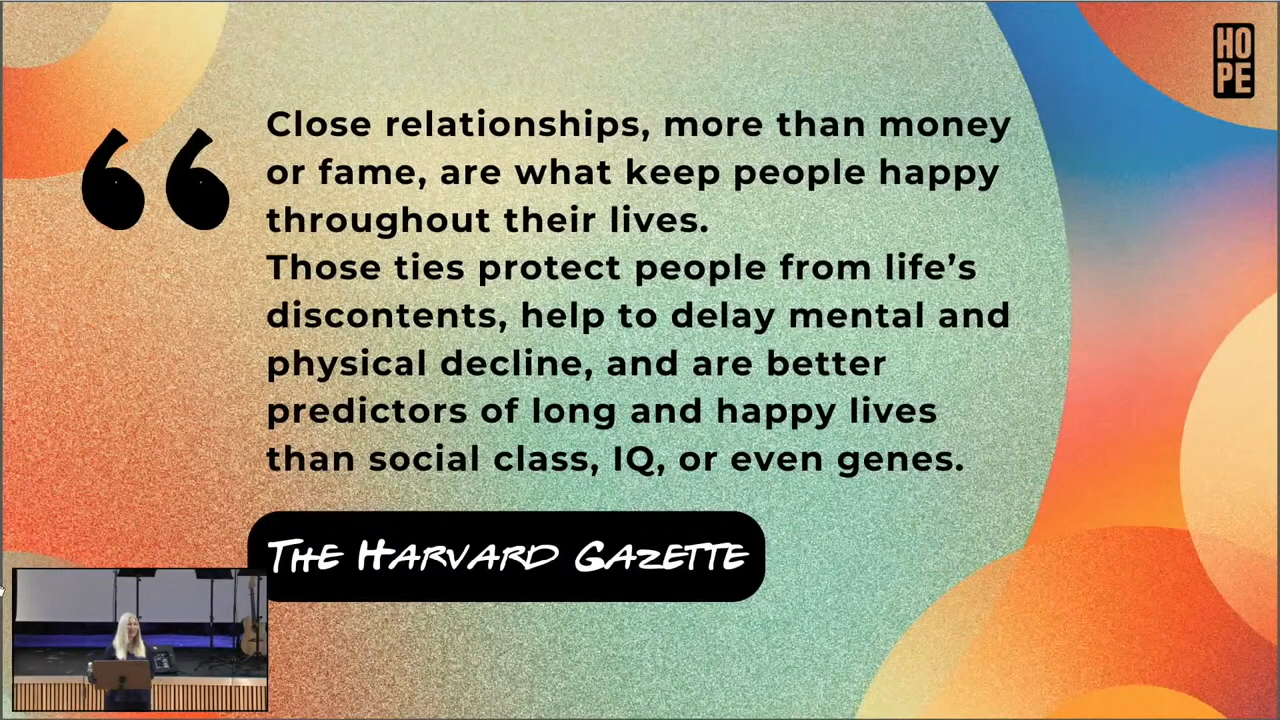 HO
PE
“
Close relationships, more than money
or fame, are what keep people happy
throughout their lives.
Those ties protect people from life’s
discontents, help to delay mental and
physical decline, and are better
predictors of long and happy lives
than social class, IQ, or even genes.
The Harvard Gazette